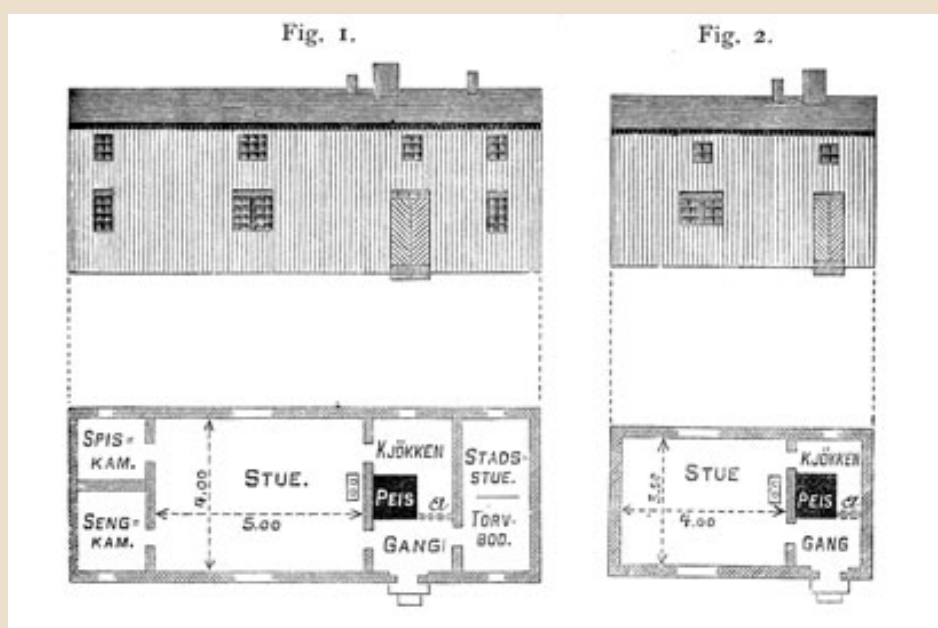 Fig. 1.
Fig. 2.
SPIS=
KAM.
SENG=
KAM.
STUE.
4.00
5.00
KJÖKKEN
PEIS
a
GANG
STADS=
STUE.
TORV-
BOD.
STUE
3.50
4.00
KJÖKKEN
PEIS
a
GANG